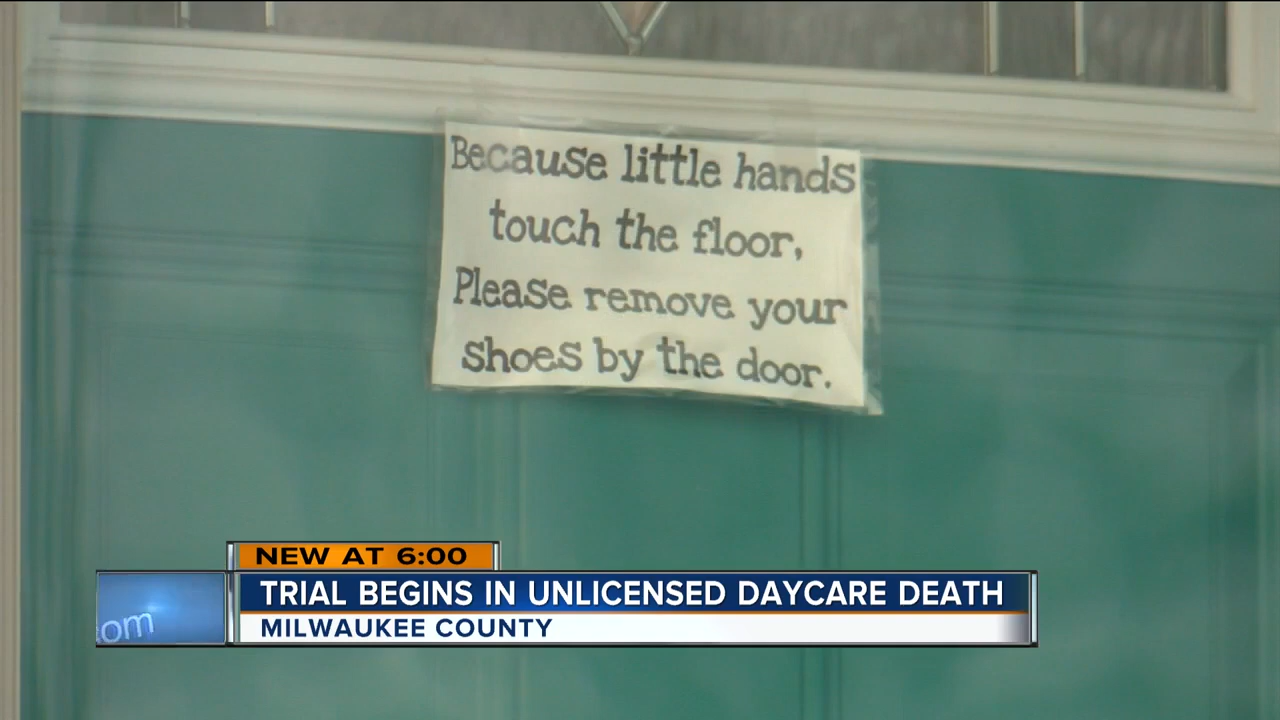 Because little hands
touch the floor,
Please remove your
shoes by the door.
NEW AT 6:00
TRIAL BEGINS IN UNLICENSED DAYCARE DEATH
.com
MILWAUKEE COUNTY